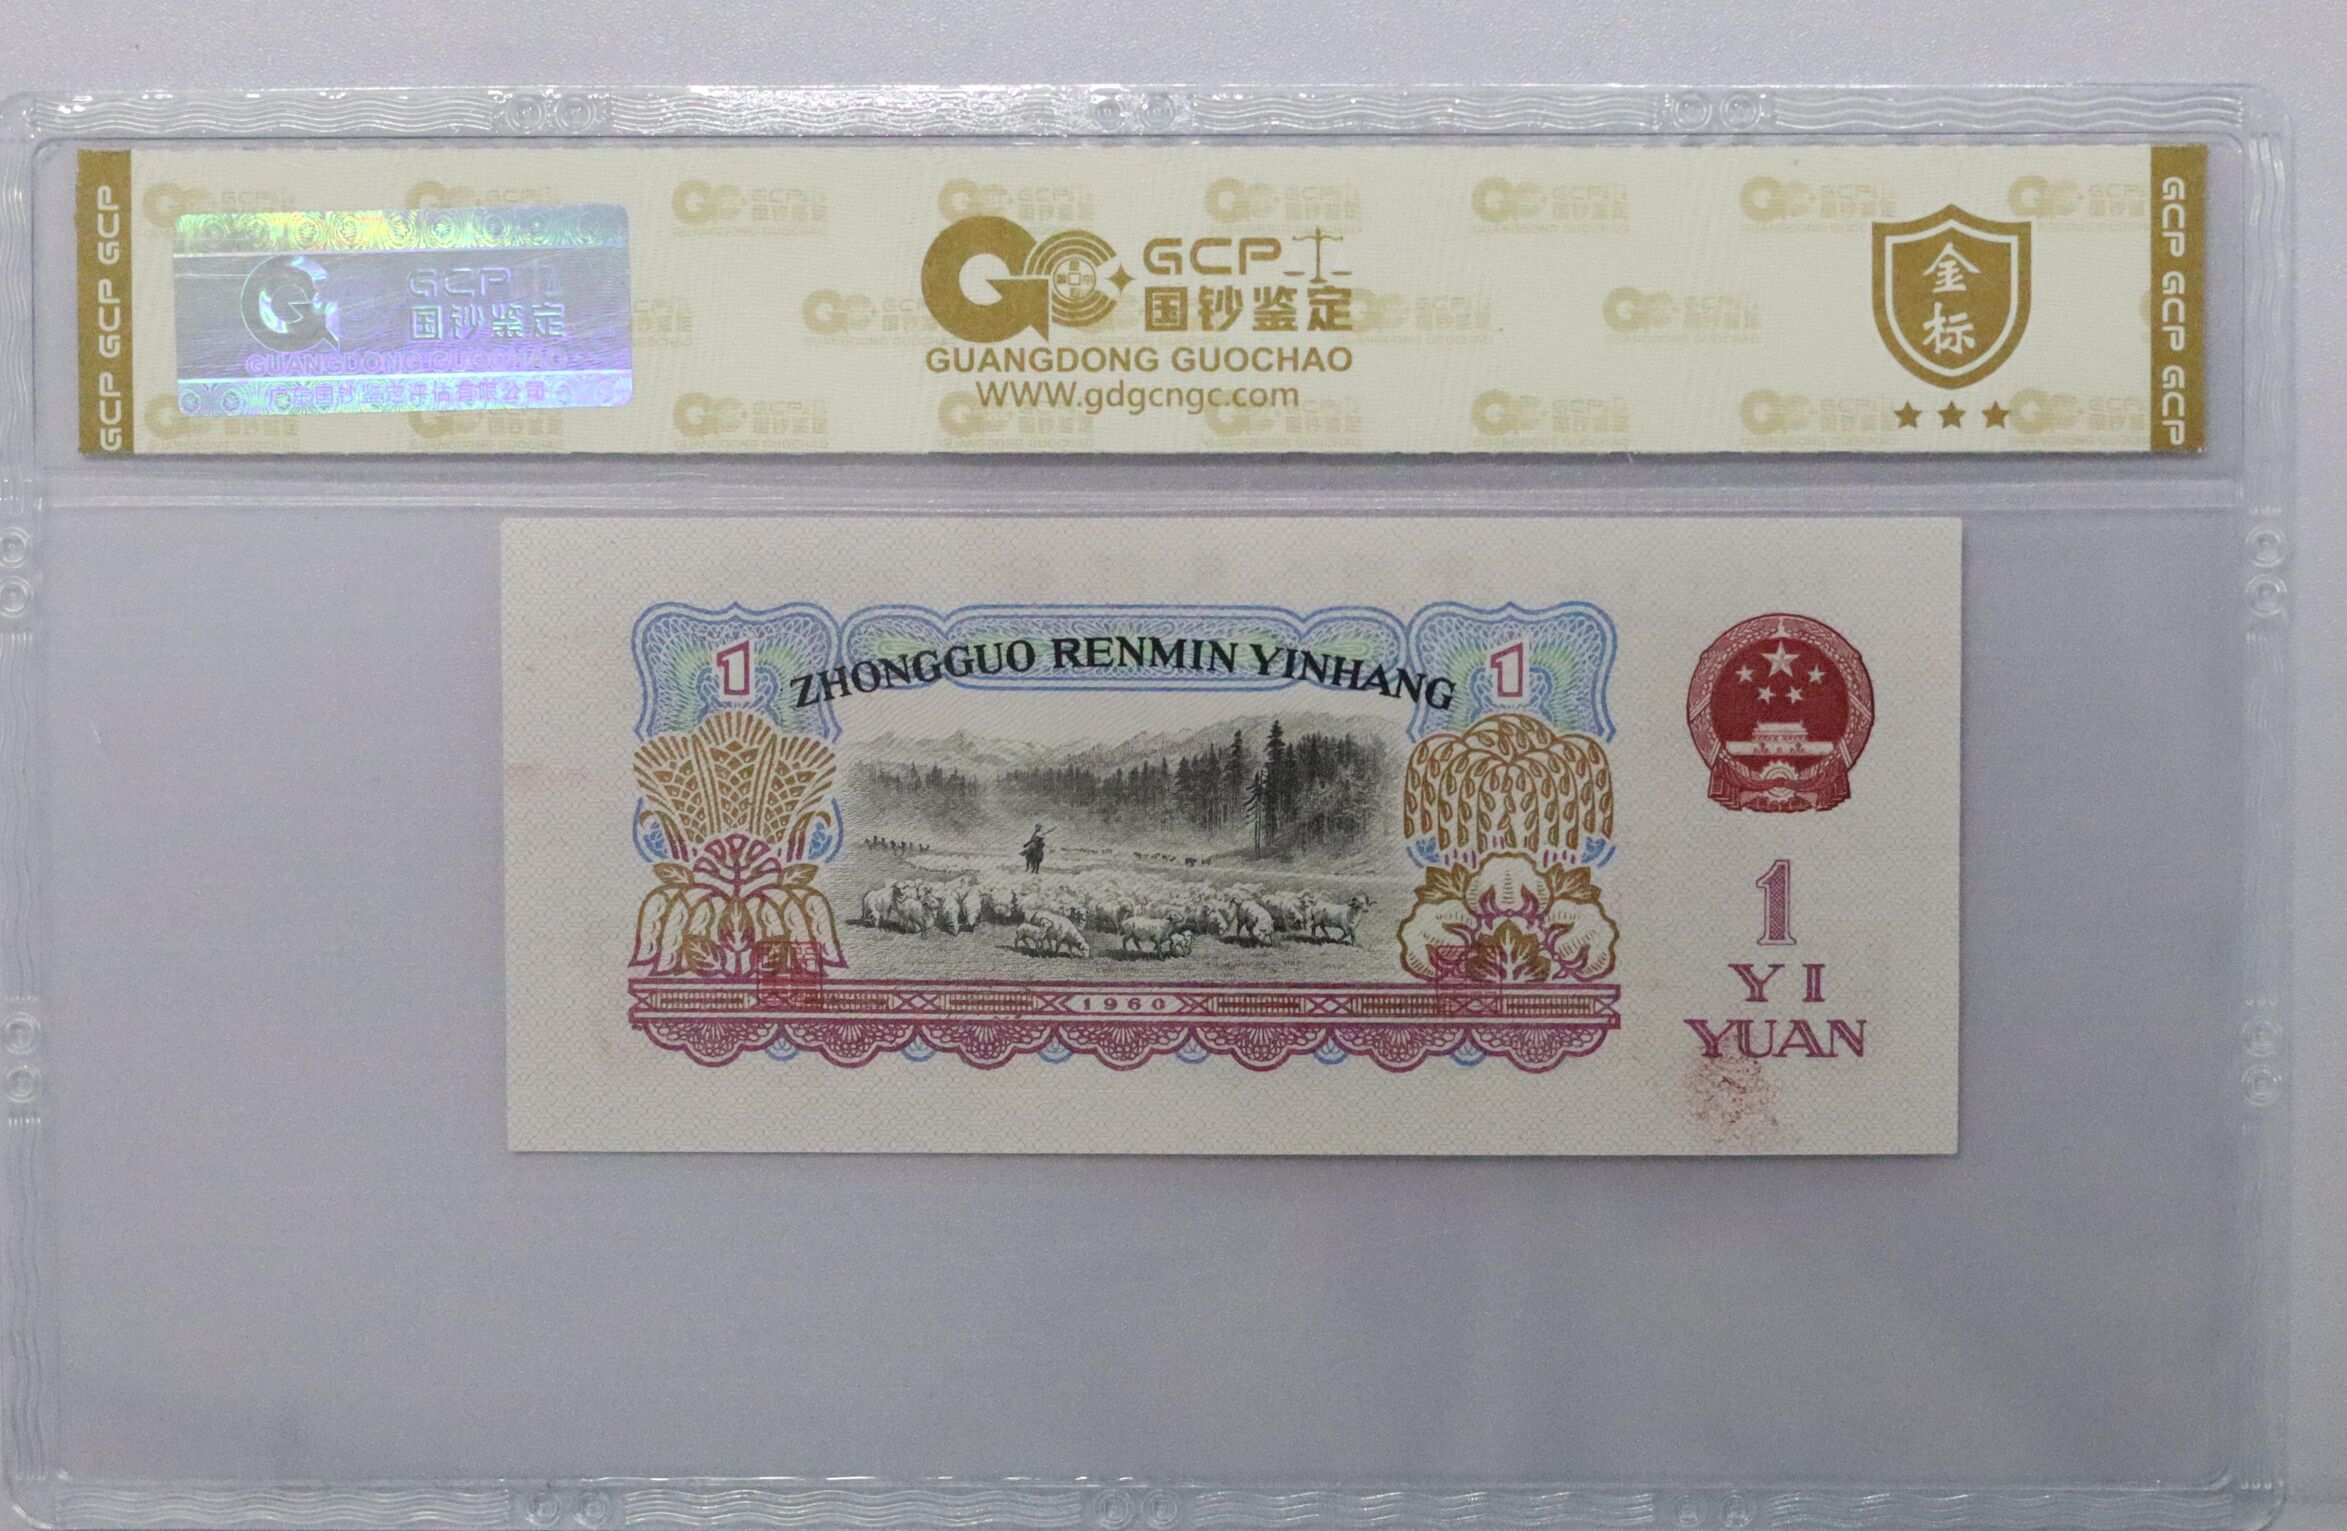 GCP GCP GCP
GCP
国钞鉴定
GUANGDONG GUOCHAO
广东国钞鉴定评估有限公司
GCP
国钞鉴定
GUANGDONG GUOCHAO
WWW.gdgcngc.com
金
标
GCP GCP GCP
1
ZHONGGUO RENMIN YINHANG
1
1960
1
YI
YUAN